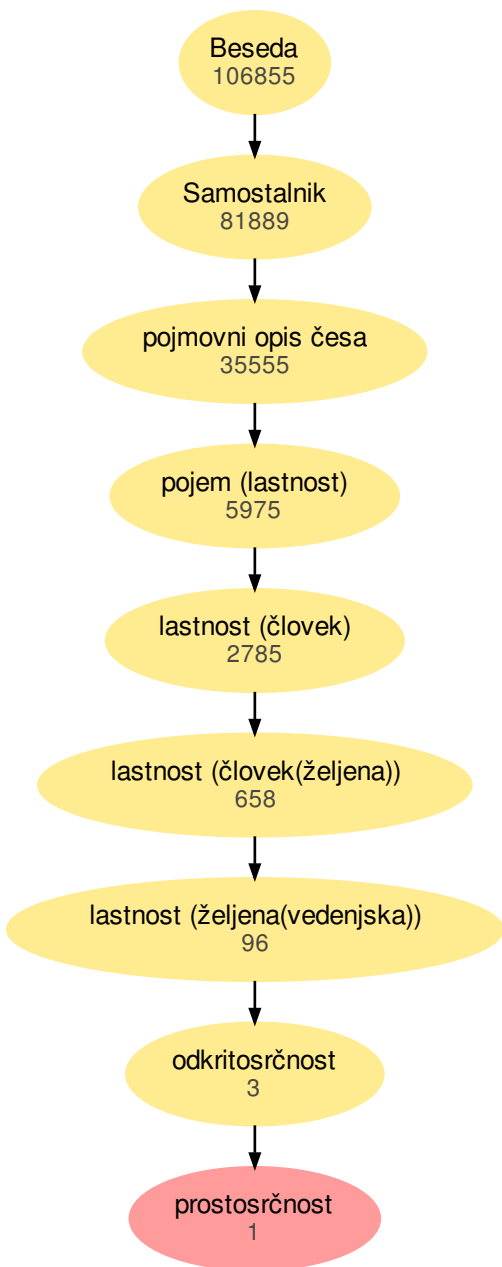 Beseda
106855
Samostalnik
81889
pojmovni opis česa
35555
pojem (lastnost)
5975
lastnost (človek)
2785
lastnost (človek(željena))
658
lastnost (željena(vedenjska))
96
odkritosrčnost
3
prostosrčnost
1